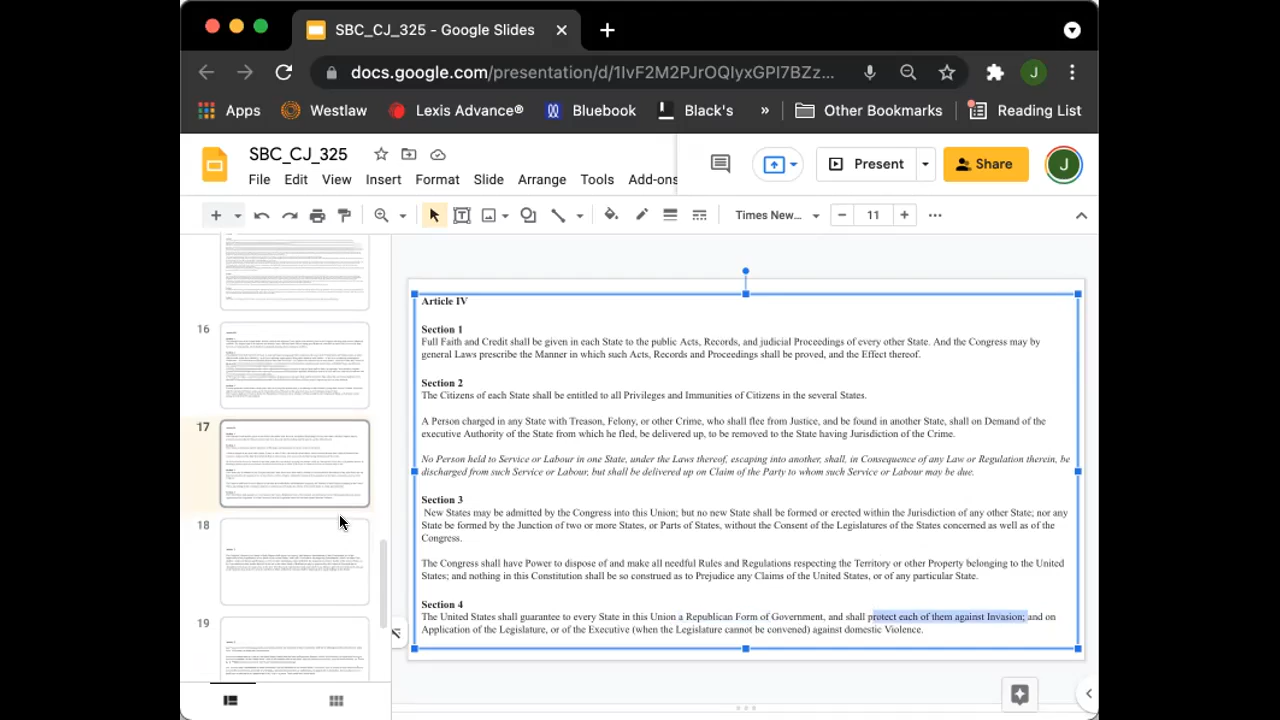 SBC_CJ_325 - Google Slides
docs.google.com/presentation/d/1IvF2M2PJrOQIyxGPI7BZz...
J
Apps
Westlaw
Lexis Advance®
Bluebook
Black's
»
Other Bookmarks
Reading List
SBC_CJ_325
Present
Share
J
File Edit View Insert Format Slide Arrange Tools Add-ons
Times New... 11
16
17
18
19
Article IV
Section 1
Full Faith and Credit shall be given in each State to the public Acts, Records, and judicial Proceedings of every other State. And the Congress may by
general Laws prescribe the Manner in which such Acts, Records and Proceedings shall be proved, and the Effect thereof.
Section 2
The Citizens of each State shall be entitled to all Privileges and Immunities of Citizens in the several States.
A Person charged in any State with Treason, Felony, or other Crime, who shall flee from Justice, and be found in another State, shall on Demand of the
executive Authority of the State from which he fled, be delivered up, to be removed to the State having Jurisdiction of the Crime.
No Person held to Service or Labour in one State, under the Laws thereof, escaping into another, shall, in Consequence of any Law or Regulation therein, be
discharged from such Service or Labour, but shall be delivered up on Claim of the Party to whom such Service or Labour may be due.
Section 3
New States may be admitted by the Congress into this Union; but no new State shall be formed or erected within the Jurisdiction of any other State; nor any
State be formed by the Junction of two or more States, or Parts of States, without the Consent of the Legislatures of the States concerned as well as of the
Congress.
The Congress shall have Power to dispose of and make all needful Rules and Regulations respecting the Territory or other Property belonging to the United
States; and nothing in this Constitution shall be so construed as to Prejudice any Claims of the United States, or of any particular State.
Section 4
The United States shall guarantee to every State in this Union a Republican Form of Government, and shall protect each of them against Invasion; and on
Application of the Legislature, or of the Executive (when the Legislature cannot be convened) against domestic Violence.